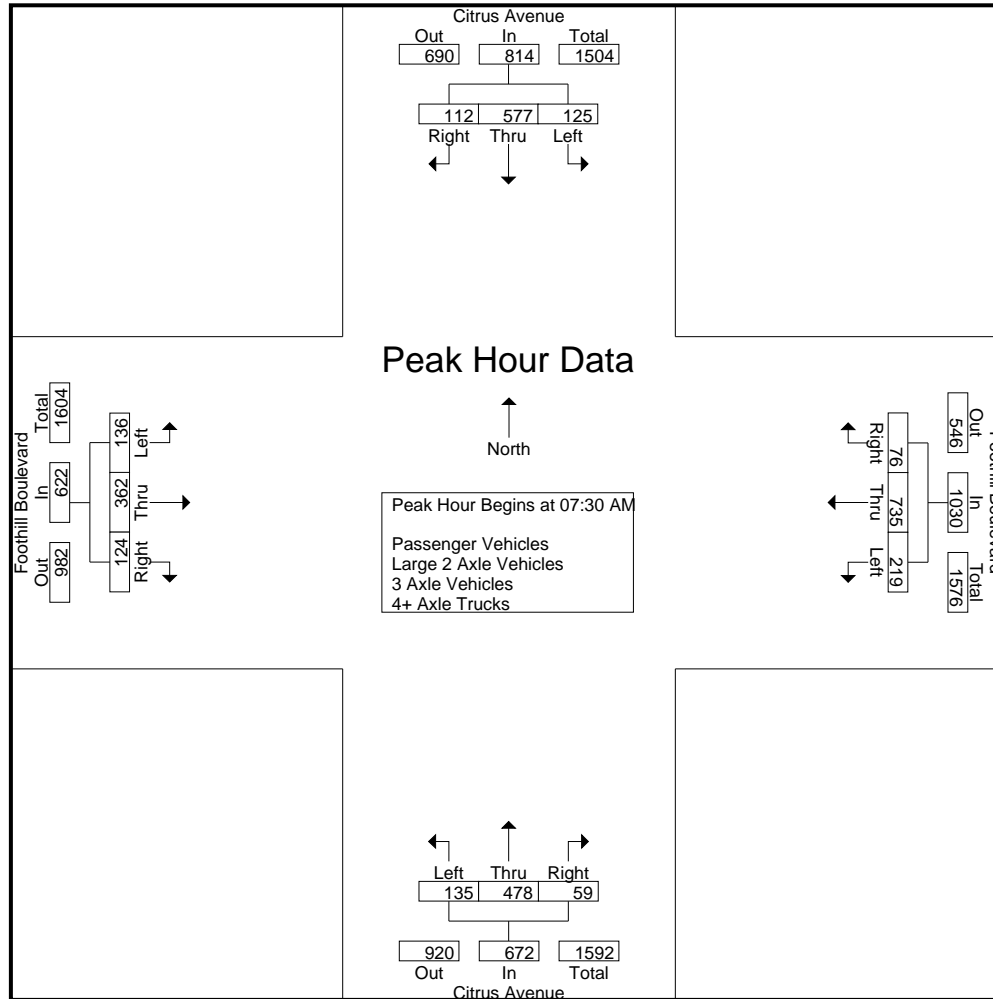 Citrus Avenue
Out In Total
690 814 1504
112 577 125
Right Thru Left
Peak Hour Data
North
Peak Hour Begins at 07:30 AM
Passenger Vehicles
Large 2 Axle Vehicles
3 Axle Vehicles
4+ Axle Trucks
Foothill Boulevard
Out In Total
982 622 1604
124 362 136
Right Thru Left
Out In Total
546 1030 1576
76 735 219
Right Thru Left
Left Thru Right
135 478 59
920 672 1592
Out In Total
Citrus Avenue